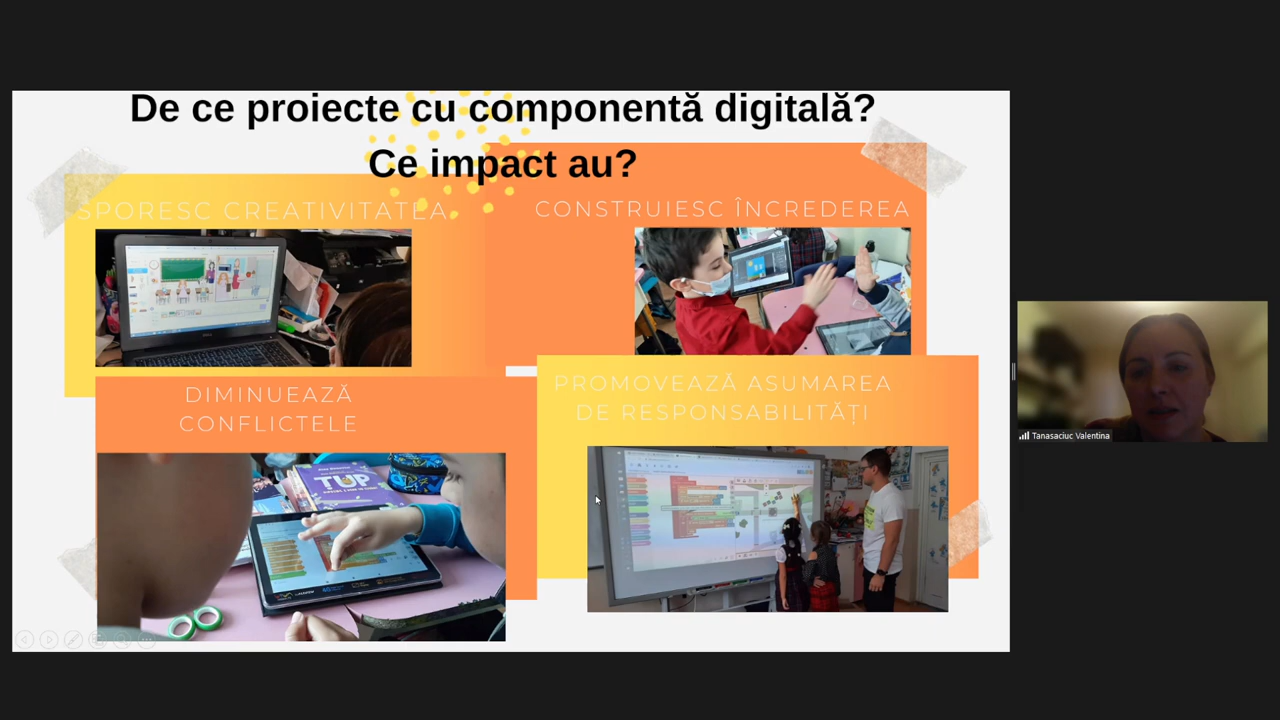 De ce proiecte cu componentă digitală?
Ce impact au?
SPORESC CREATIVITATEA
CONSTRUIESC ÎNCREDEREA
DIMINUEAZĂ
CONFLICTELE
PROMOVEAZĂ ASUMAREA
DE RESPONSABILITĂȚI
TUP
Tanasaciuc Valentina